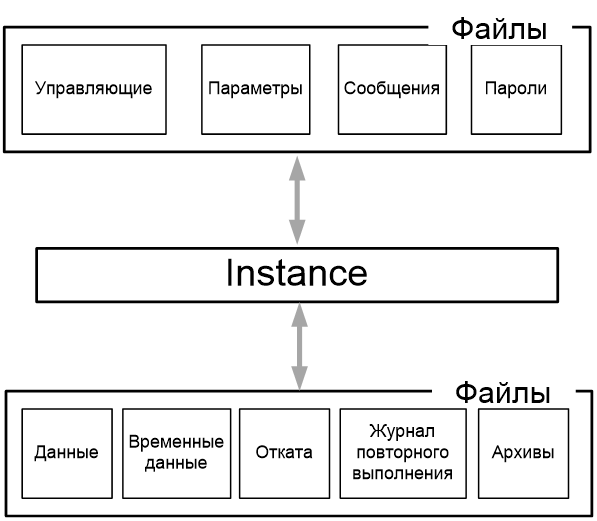 Файлы
Управляющие
Параметры
Сообщения
Пароли
Instance
Файлы
Данные
Временные
данные
Отката
Журнал
повторного
выполнения
Архивы